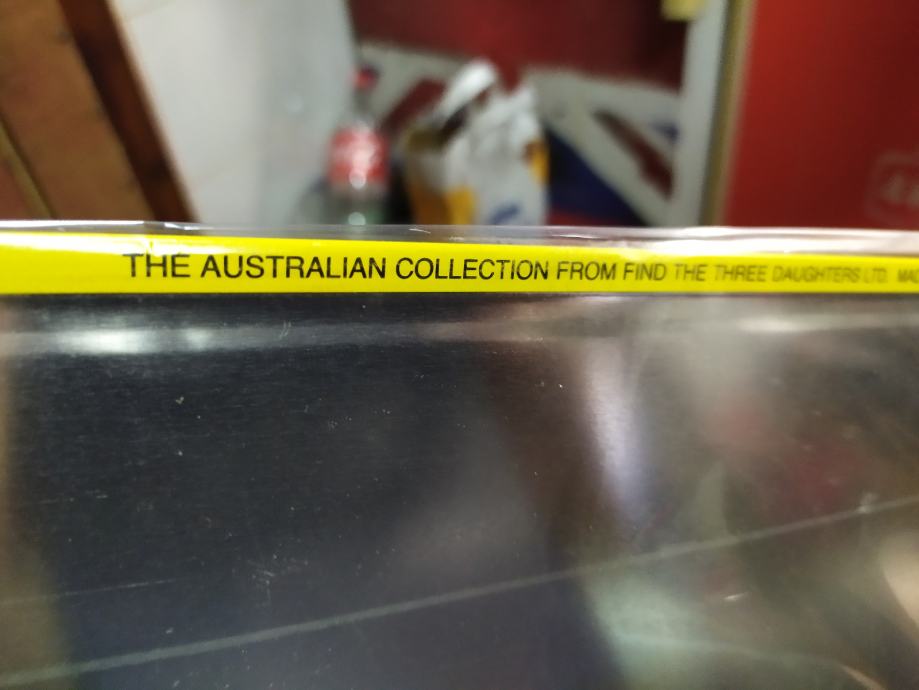 THE AUSTRALIAN COLLECTION FROM FIND THE THREE DAUGHTERS LTD.